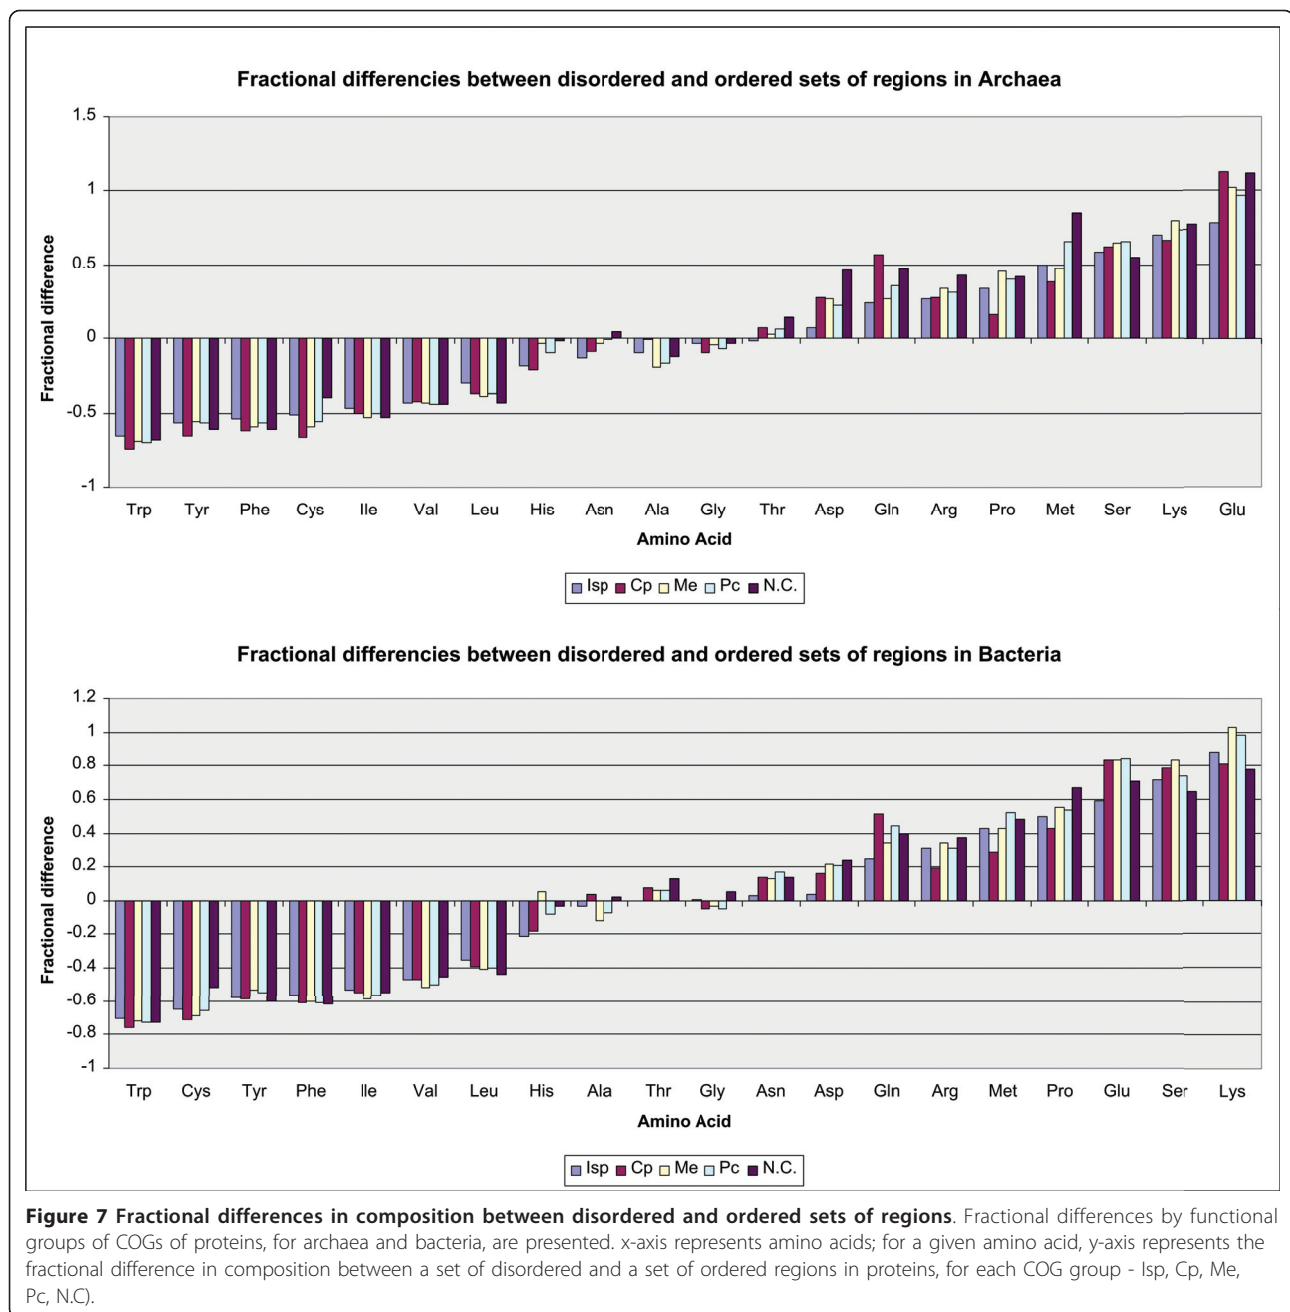 Fractional differencies between disordered and ordered sets of regions in Archaea
1.5
1
0.5
0
-0.5
-1
Fractional difference
Trp Tyr Phe Cys Ile Val Leu His Asn Ala Gly Thr Asp Gln Arg Pro Met Ser Lys Glu
Amino Acid
Isp Cp Me Pc N.C.
Fractional differencies between disordered and ordered sets of regions in Bacteria
1.2
1
0.8
0.6
0.4
0.2
0
-0.2
-0.4
-0.6
-0.8
-1
Fractional difference
Trp Cys Tyr Phe Ile Val Leu His Ala Thr Gly Asn Asp Gln Arg Met Pro Glu Ser Lys
Amino Acid
Isp Cp Me Pc N.C.
Figure 7 Fractional differences in composition between disordered and ordered sets of regions. Fractional differences by functional
groups of COGs of proteins, for archaea and bacteria, are presented. x-axis represents amino acids; for a given amino acid, y-axis represents the
fractional difference in composition between a set of disordered and a set of ordered regions in proteins, for each COG group - Isp, Cp, Me,
Pc, N.C).